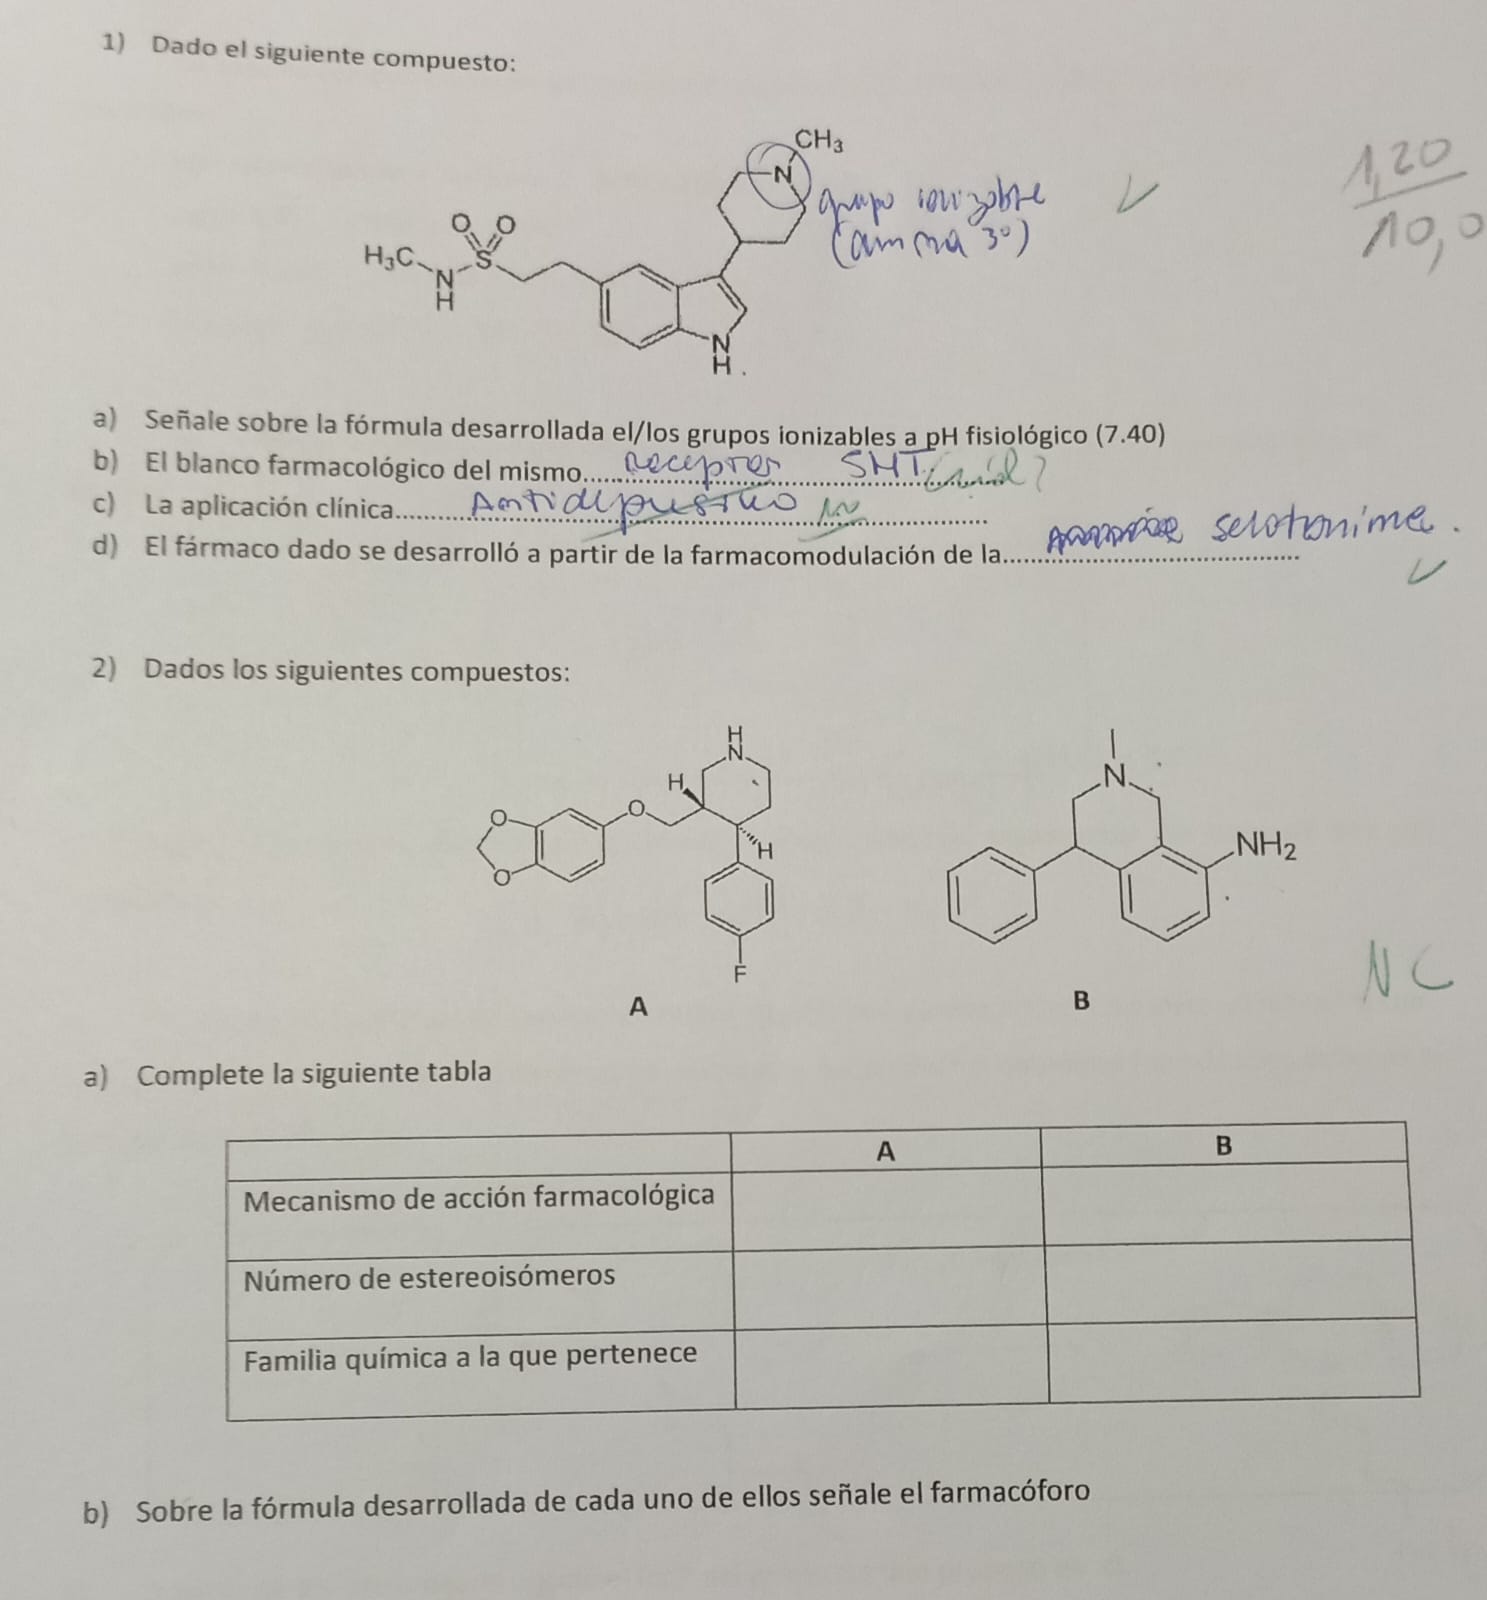 1) Dado el siguiente compuesto:
CH3
N
grupo ionizable
(amina 3°)
1,20
10,0
O O
H3C S
N
H
N
H
a) Señale sobre la fórmula desarrollada el/los grupos ionizables a pH fisiológico (7.40)
b) El blanco farmacológico del mismo..... Receptor 5HT. ¿cuál?
c) La aplicación clínica..... Antidepresivo no
d) El fármaco dado se desarrolló a partir de la farmacomodulación de la..... serotonina.
2) Dados los siguientes compuestos:
H
N
H
O
O
O
H
F
A
N
NH2
B
NC
a) Complete la siguiente tabla
A B
Mecanismo de acción farmacológica
Número de estereoisómeros
Familia química a la que pertenece
b) Sobre la fórmula desarrollada de cada uno de ellos señale el farmacóforo